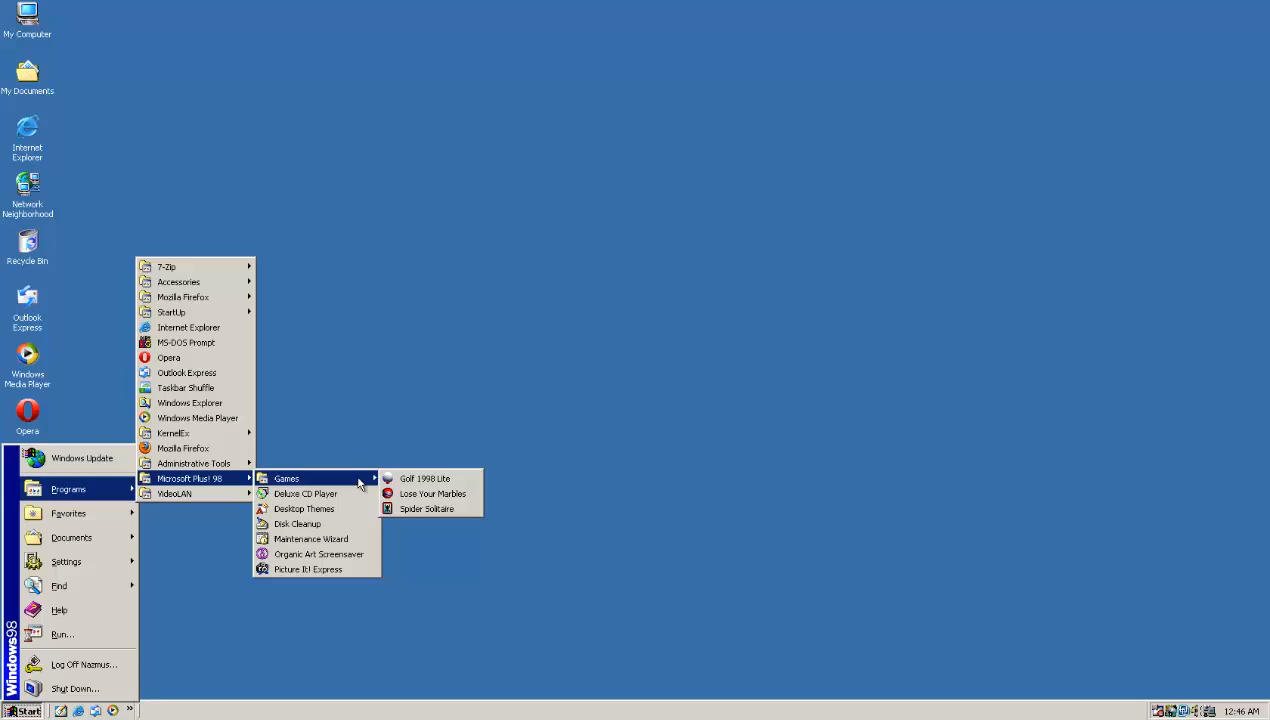 My Computer
My Documents
Internet
Explorer
Network
Neighborhood
Recycle Bin
Outlook
Express
Windows
Media Player
Opera
Windows Update
Programs
Favorites
Documents
Settings
Find
Help
Run...
Log Off Nazmus...
Shut Down...
Windows98
7-Zip
Accessories
Mozilla Firefox
StartUp
Internet Explorer
MS-DOS Prompt
Opera
Outlook Express
Taskbar Shuffle
Windows Explorer
Windows Media Player
KernelEx
Mozilla Firefox
Administrative Tools
Microsoft Plus! 98
VideoLAN
Games
Deluxe CD Player
Desktop Themes
Disk Cleanup
Maintenance Wizard
Organic Art Screensaver
Picture It! Express
Golf 1998 Lite
Lose Your Marbles
Spider Solitaire
Start
12:46 AM